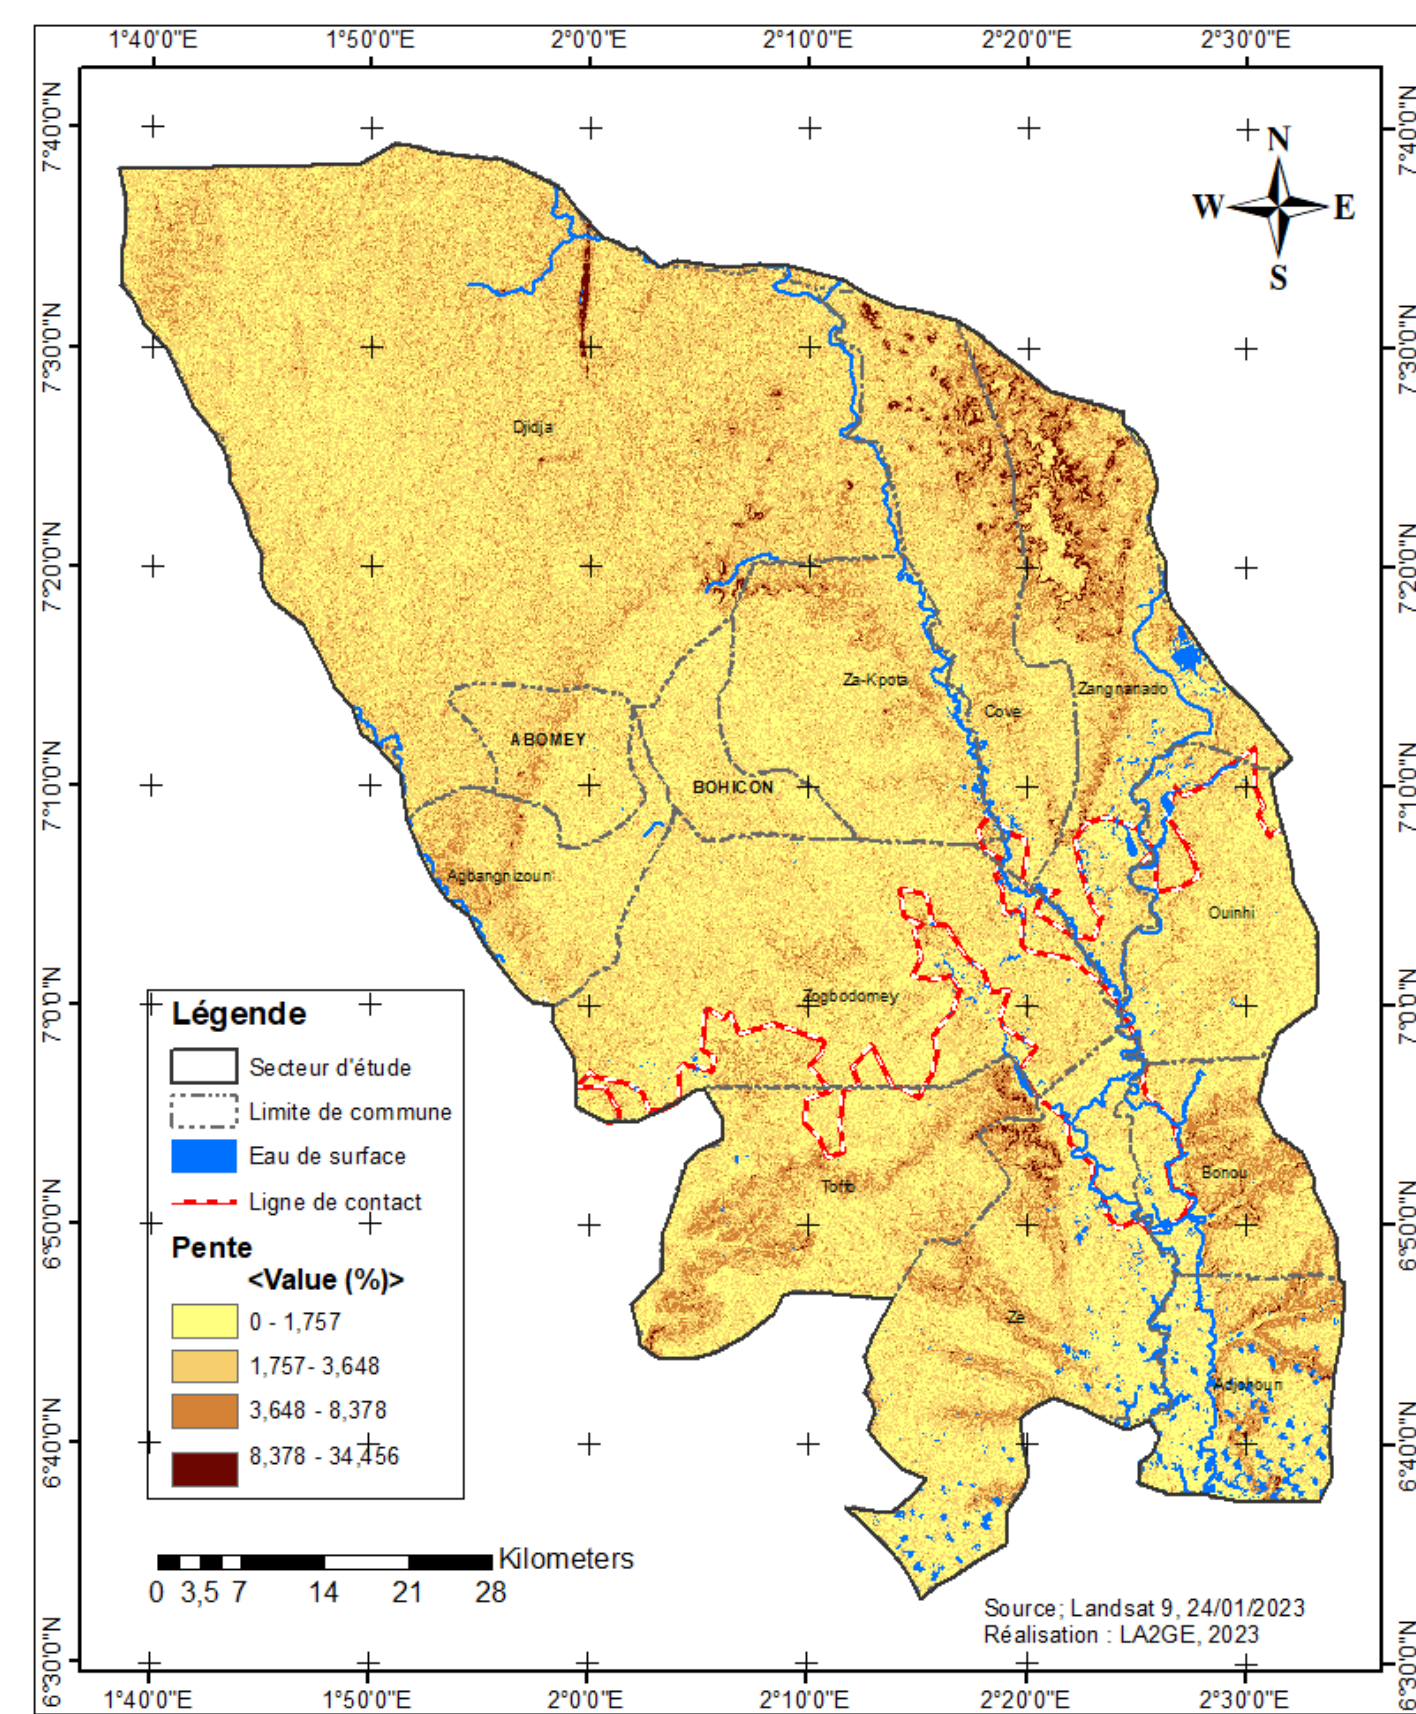 1°40'0"E 1°50'0"E 2°0'0"E 2°10'0"E 2°20'0"E 2°30'0"E
7°40'0"N 7°40'0"N
N
W E
S
7°30'0"N 7°30'0"N
Djidja
7°20'0"N 7°20'0"N
Za-Kpota
Zangnanado
Cove
ABOMEY
BOHICON
7°10'0"N 7°10'0"N
Agbangnizoun
Ouinhi
Zogbodomey
7°0'0"N 7°0'0"N
Légende
Secteur d'étude
Limite de commune
Eau de surface
Ligne de contact
Bonou
Toffo
6°50'0"N 6°50'0"N
Pente
<Value (%)>
0 - 1,757
1,757- 3,648
3,648 - 8,378
8,378 - 34,456
Zè
Adjohoun
6°40'0"N 6°40'0"N
Kilometers
0 3,5 7 14 21 28
Source; Landsat 9, 24/01/2023
Réalisation : LA2GE, 2023
6°30'0"N 6°30'0"N
1°40'0"E 1°50'0"E 2°0'0"E 2°10'0"E 2°20'0"E 2°30'0"E